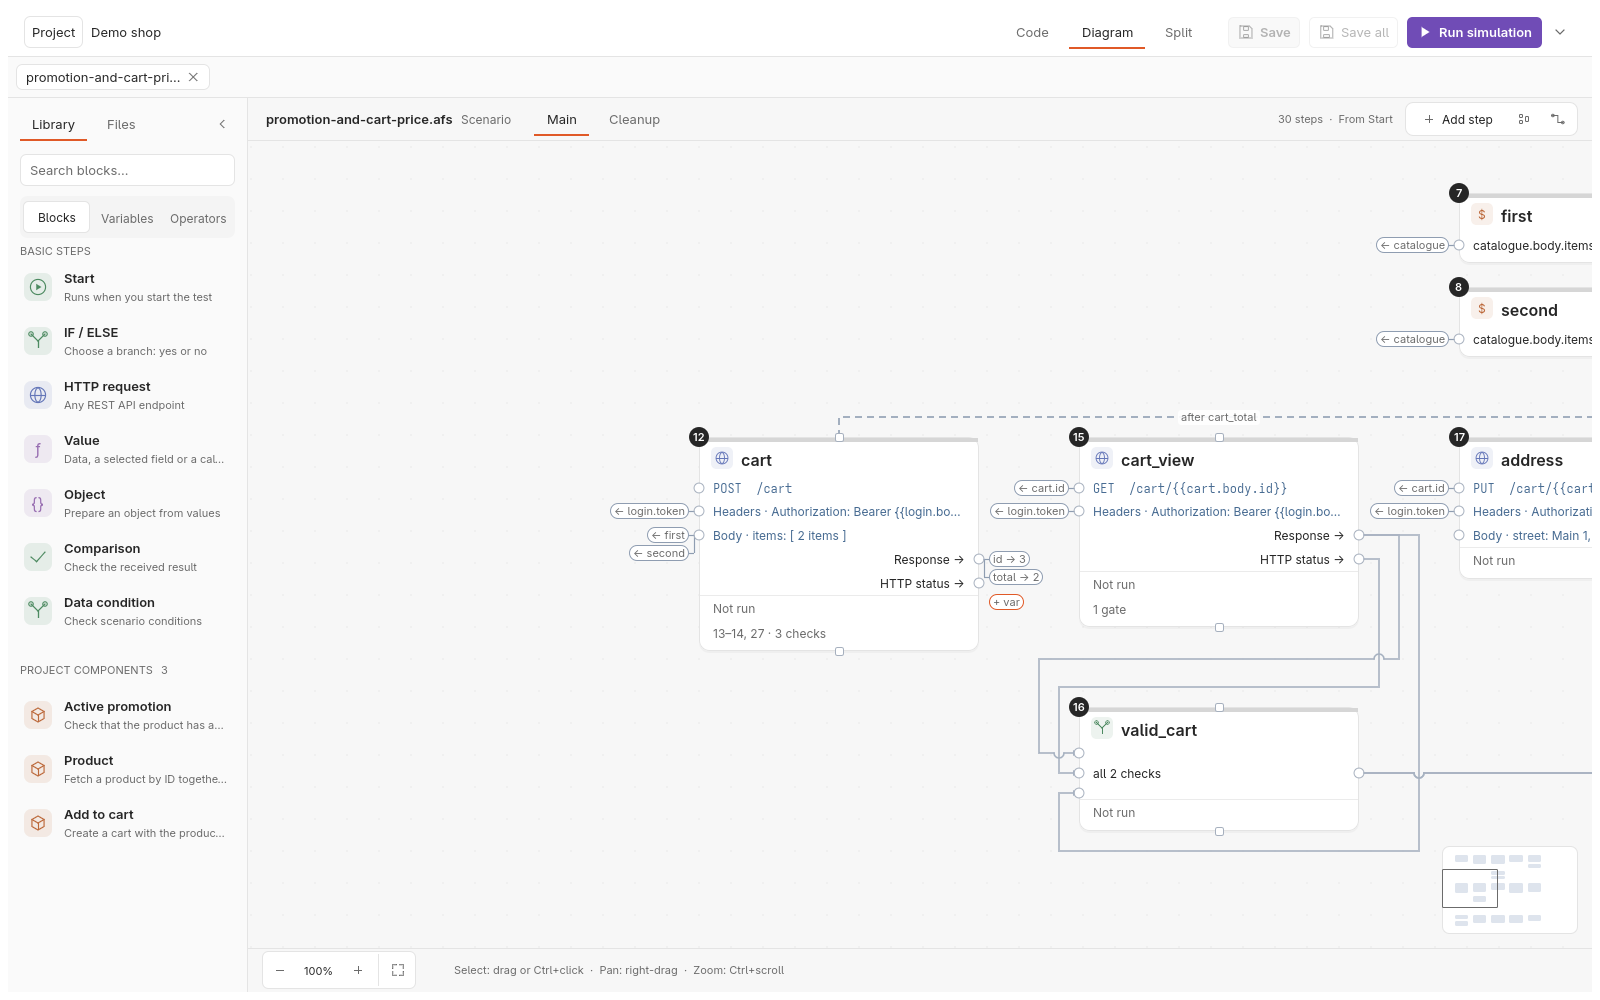 Project Demo shop
Code Diagram Split Save Save all Run simulation
promotion-and-cart-pri...
Library Files
promotion-and-cart-price.afs Scenario Main Cleanup
30 steps · From Start + Add step
Search blocks...
Blocks Variables Operators
BASIC STEPS
Start
Runs when you start the test
IF / ELSE
Choose a branch: yes or no
HTTP request
Any REST API endpoint
Value
Data, a selected field or a cal...
Object
Prepare an object from values
Comparison
Check the received result
Data condition
Check scenario conditions
PROJECT COMPONENTS 3
Active promotion
Check that the product has a...
Product
Fetch a product by ID togethe...
Add to cart
Create a cart with the produc...
7
$ first
← catalogue catalogue.body.items
8
$ second
← catalogue catalogue.body.items
after cart_total
12
cart
POST /cart
← login.token Headers · Authorization: Bearer {{login.bo...
← first Body · items: [ 2 items ]
← second
Response → id → 3
total → 2
HTTP status →
+ var
Not run
13–14, 27 · 3 checks
15
cart_view
← cart.id GET /cart/{{cart.body.id}}
← login.token Headers · Authorization: Bearer {{login.bo...
Response →
HTTP status →
Not run
1 gate
17
address
← cart.id PUT /cart/{{cart
← login.token Headers · Authorizati
Body · street: Main 1,
Not run
16
valid_cart
all 2 checks
Not run
− 100% +
Select: drag or Ctrl+click · Pan: right-drag · Zoom: Ctrl+scroll